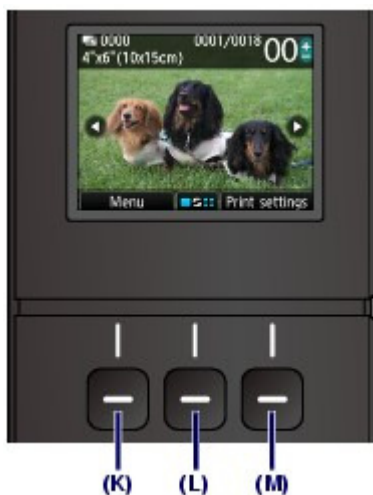 0000 0001/0018 00
4"x6"(10x15cm)
Menu Print settings
(K) (L) (M)